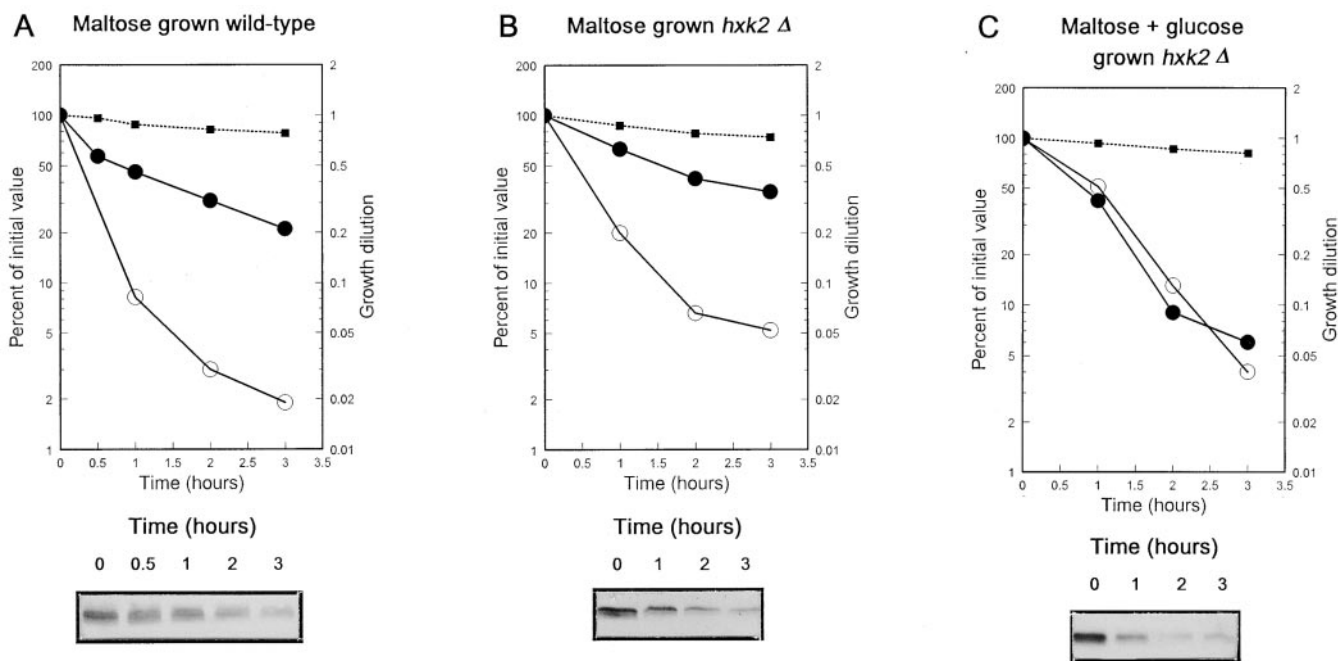 A Maltose grown wild-type
200
100
50
20
10
5
2
1
Percent of initial value
2
1
0.5
0.2
0.1
0.05
0.02
0.01
Growth dilution
0 0.5 1 1.5 2 2.5 3 3.5
Time (hours)
Time (hours)
0 0.5 1 2 3
B Maltose grown hxk2 Δ
200
100
50
20
10
5
2
1
Percent of initial value
2
1
0.5
0.2
0.1
0.05
0.02
0.01
Growth dilution
0 0.5 1 1.5 2 2.5 3 3.5
Time (hours)
Time (hours)
0 1 2 3
C Maltose + glucose
grown hxk2 Δ
200
100
50
20
10
5
2
1
Percent of initial value
2
1
0.5
0.2
0.1
0.05
0.02
0.01
Growth dilution
0 0.5 1 1.5 2 2.5 3 3.5
Time (hours)
Time (hours)
0 1 2 3